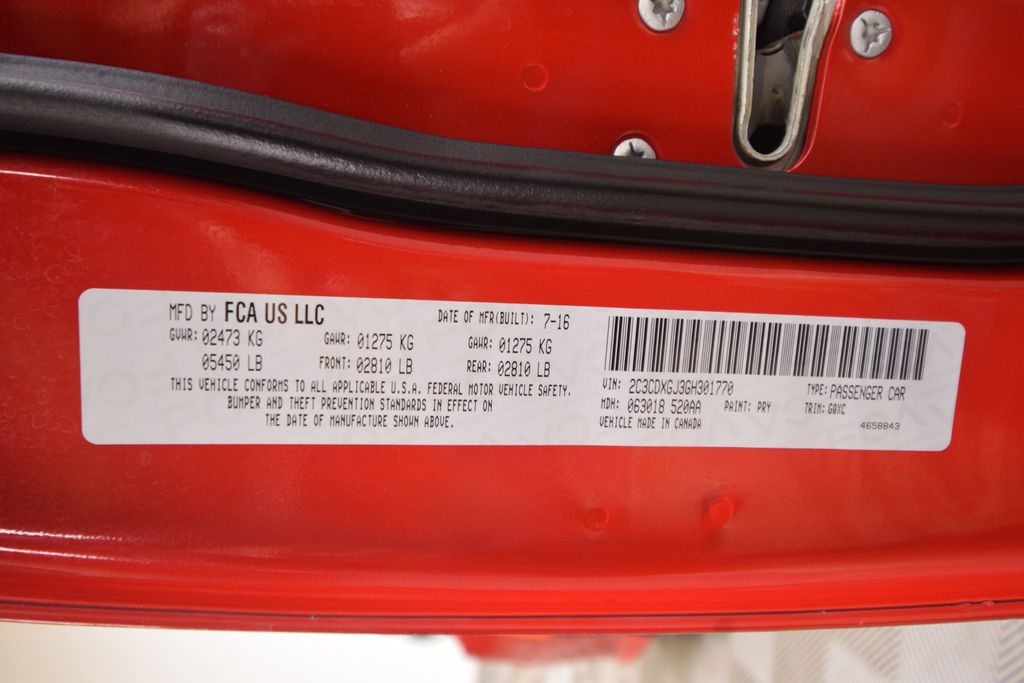 MFD BY FCA US LLC DATE OF MFR(BUILT): 7-16
GVWR: 02473 KG GAWR: 01275 KG GAWR: 01275 KG
05450 LB FRONT: 02810 LB REAR: 02810 LB
THIS VEHICLE CONFORMS TO ALL APPLICABLE U.S.A. FEDERAL MOTOR VEHICLE SAFETY,
BUMPER AND THEFT PREVENTION STANDARDS IN EFFECT ON
THE DATE OF MANUFACTURE SHOWN ABOVE.
VIN: 2C3CDXGJ3GH301770 TYPE: PASSENGER CAR
MDH: 063018 520AA PAINT: PRY TRIM: GQXC
VEHICLE MADE IN CANADA 4658843